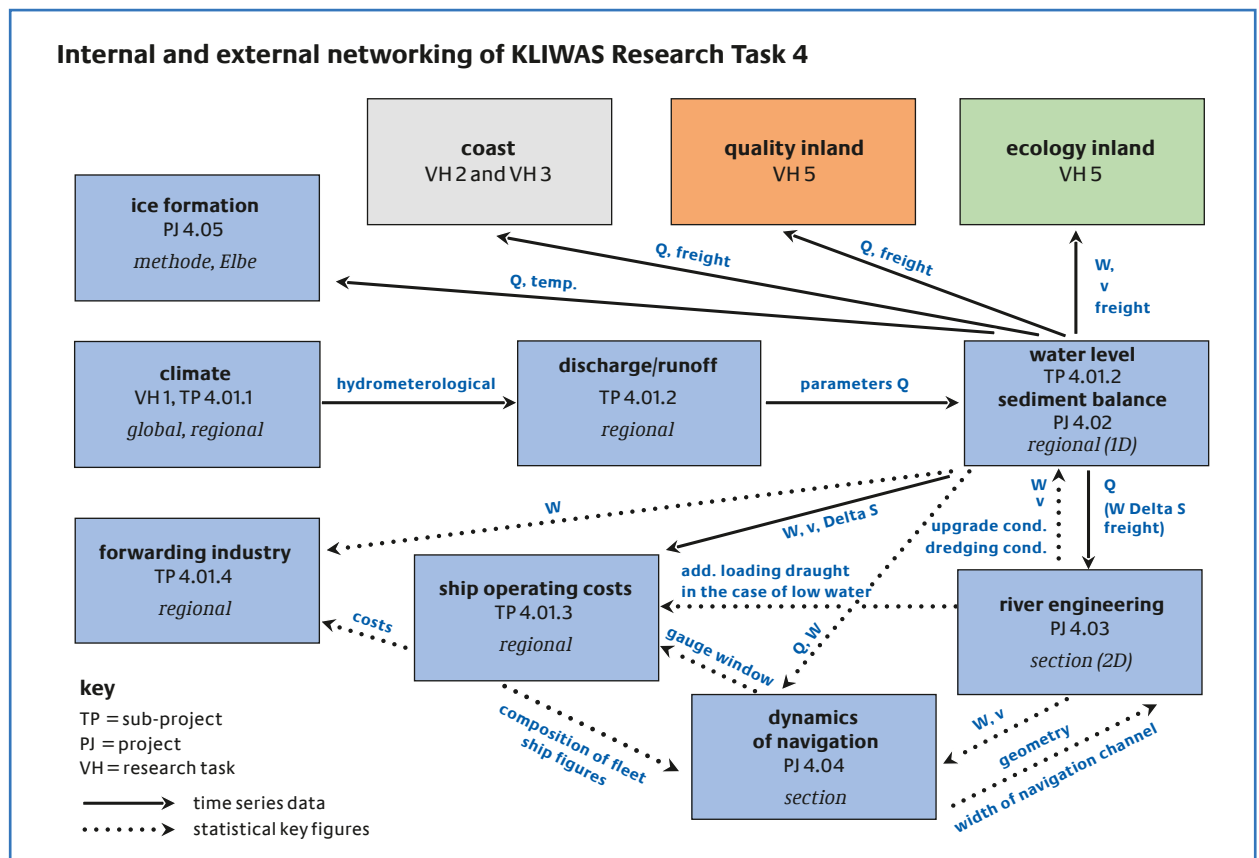 Internal and external networking of KLIWAS Research Task 4
coast
VH 2 and VH 3
quality inland
VH 5
ecology inland
VH 5
ice formation
PJ 4.05
methode, Elbe
Q, freight
Q, freight
W,
v
freight
Q, temp.
climate
VH 1, TP 4.01.1
global, regional
hydrometerological
discharge/runoff
TP 4.01.2
regional
parameters Q
water level
TP 4.01.2
sediment balance
PJ 4.02
regional (1D)
W
W, v, Delta S
W
v
upgrade cond.
dredging cond.
Q
(W Delta S
freight)
forwarding industry
TP 4.01.4
regional
ship operating costs
TP 4.01.3
regional
add. loading draught
in the case of low water
river engineering
PJ 4.03
section (2D)
costs
gauge window
Q, W
composition of fleet
ship figures
dynamics
of navigation
PJ 4.04
section
W, v
geometry
width of navigation channel
key
TP = sub-project
PJ = project
VH = research task
time series data
statistical key figures